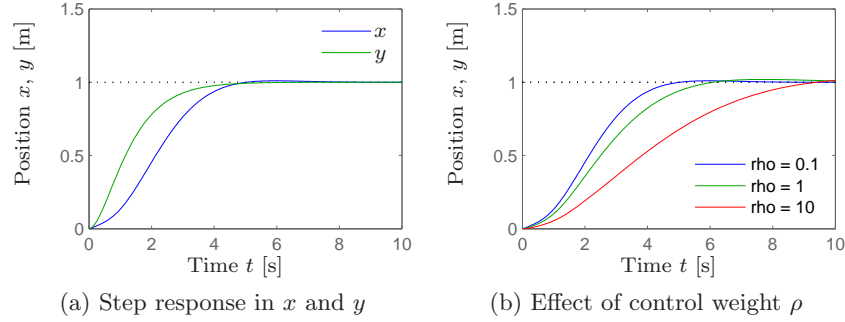 1.5
1
0.5
0
0
2
4
6
8
10
Position x, y [m]
Time t [s]
x
y
(a) Step response in x and y
1.5
1
0.5
0
0
2
4
6
8
10
Position x, y [m]
Time t [s]
rho = 0.1
rho = 1
rho = 10
(b) Effect of control weight ρ